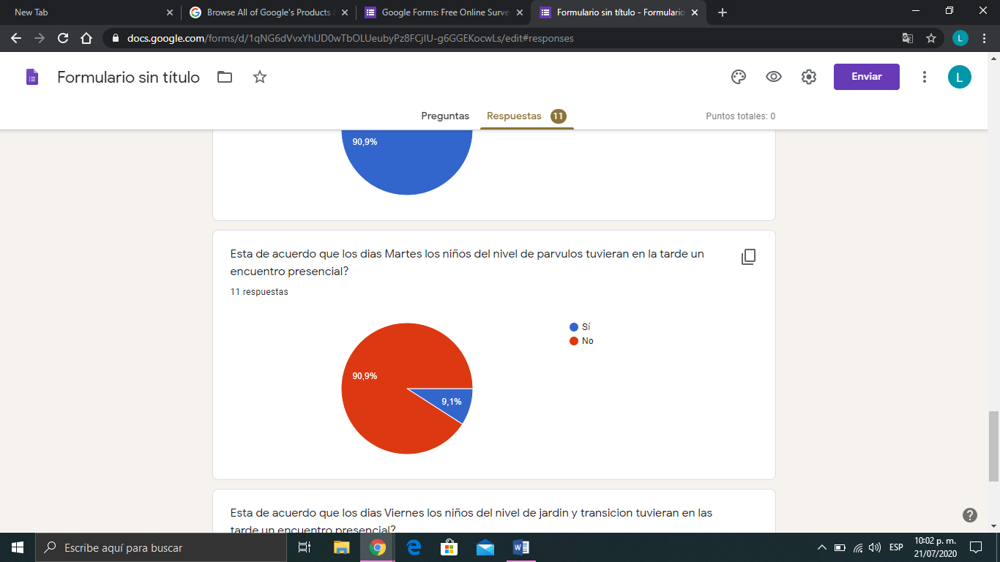 New Tab
Browse All of Google's Products
Google Forms: Free Online Surve
Formulario sin título - Formulario
docs.google.com/forms/d/1qNG6dVvxYhUD0wTbOLUeubyPz8FCjIU-g6GGEKocwLs/edit#responses
L
Formulario sin título
Enviar
L
Preguntas
Respuestas 11
Puntos totales: 0
90,9%
Esta de acuerdo que los dias Martes los niños del nivel de parvulos tuvieran en la tarde un
encuentro presencial?
11 respuestas
Sí
No
90,9%
9,1%
Esta de acuerdo que los dias Viernes los niños del nivel de jardin y transicion tuvieran en las
tarde un encuentro presencial?
Escribe aquí para buscar
ESP
10:02 p. m.
21/07/2020